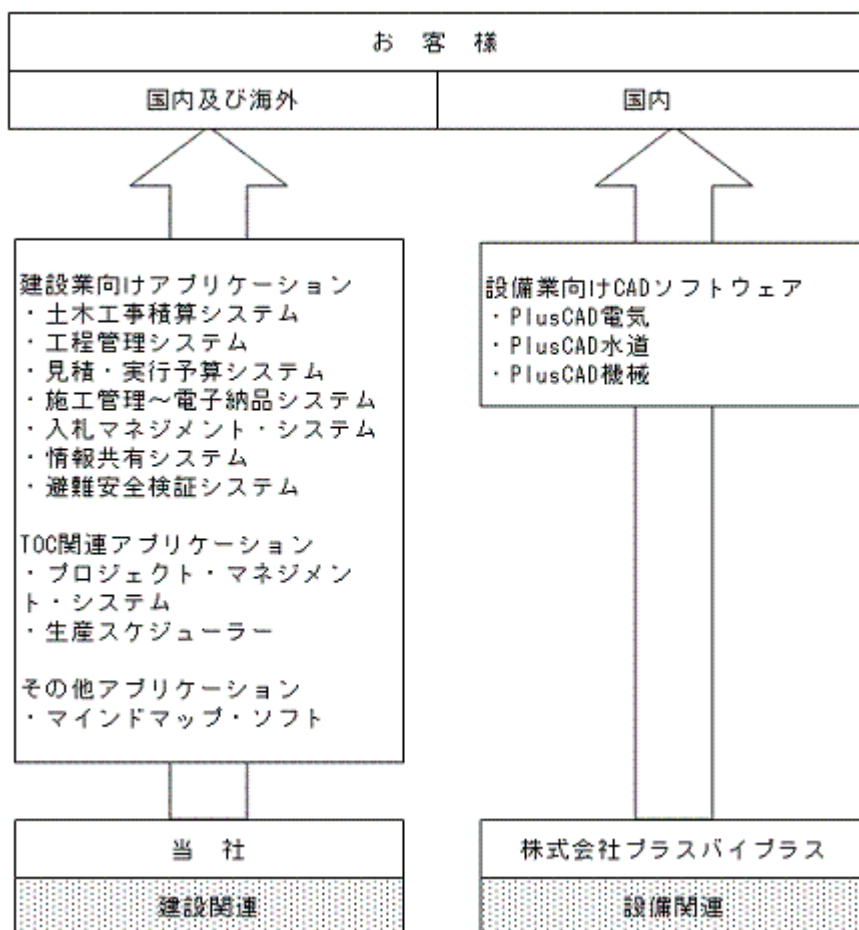 お 客 様
国内及び海外
国内
建設業向けアプリケーション
・土木工事積算システム
・工程管理システム
・見積・実行予算システム
・施工管理～電子納品システム
・入札マネジメント・システム
・情報共有システム
・避難安全検証システム
TOC関連アプリケーション
・プロジェクト・マネジメン
ト・システム
・生産スケジューラー
その他アプリケーション
・マインドマップ・ソフト
設備業向けCADソフトウェア
・PlusCAD電気
・PlusCAD水道
・PlusCAD機械
当 社
建設関連
株式会社プラスバイプラス
設備関連